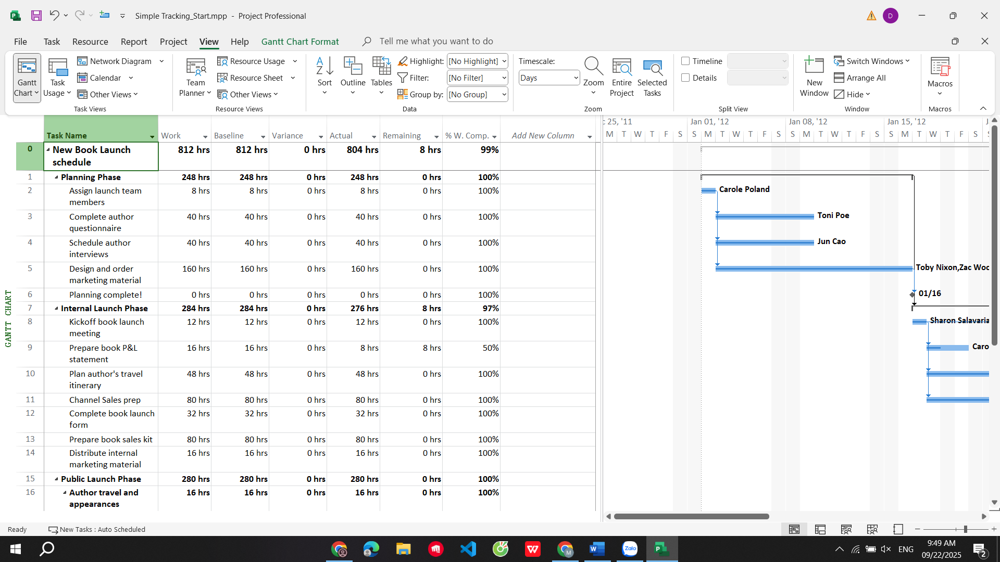 Simple Tracking_Start.mpp - Project Professional
D
File Task Resource Report Project View Help Gantt Chart Format Tell me what you want to do
Gantt Chart
Task Usage
Network Diagram
Calendar
Other Views
Task Views
Team Planner
Resource Usage
Resource Sheet
Other Views
Resource Views
Sort
Outline
Tables
Highlight: [No Highlight]
Filter: [No Filter]
Group by: [No Group]
Data
Timescale:
Days
Zoom
Entire Project
Selected Tasks
Zoom
Timeline
Details
Split View
New Window
Switch Windows
Arrange All
Hide
Window
Macros
Macros
Task Name Work Baseline Variance Actual Remaining % W. Comp. Add New Column
0 New Book Launch schedule 812 hrs 812 hrs 0 hrs 804 hrs 8 hrs 99%
1 Planning Phase 248 hrs 248 hrs 0 hrs 248 hrs 0 hrs 100%
2 Assign launch team members 8 hrs 8 hrs 0 hrs 8 hrs 0 hrs 100%
3 Complete author questionnaire 40 hrs 40 hrs 0 hrs 40 hrs 0 hrs 100%
4 Schedule author interviews 40 hrs 40 hrs 0 hrs 40 hrs 0 hrs 100%
5 Design and order marketing material 160 hrs 160 hrs 0 hrs 160 hrs 0 hrs 100%
6 Planning complete! 0 hrs 0 hrs 0 hrs 0 hrs 0 hrs 100%
7 Internal Launch Phase 284 hrs 284 hrs 0 hrs 276 hrs 8 hrs 97%
8 Kickoff book launch meeting 12 hrs 12 hrs 0 hrs 12 hrs 0 hrs 100%
9 Prepare book P&L statement 16 hrs 16 hrs 0 hrs 8 hrs 8 hrs 50%
10 Plan author's travel itinerary 48 hrs 48 hrs 0 hrs 48 hrs 0 hrs 100%
11 Channel Sales prep 80 hrs 80 hrs 0 hrs 80 hrs 0 hrs 100%
12 Complete book launch form 32 hrs 32 hrs 0 hrs 32 hrs 0 hrs 100%
13 Prepare book sales kit 80 hrs 80 hrs 0 hrs 80 hrs 0 hrs 100%
14 Distribute internal marketing material 16 hrs 16 hrs 0 hrs 16 hrs 0 hrs 100%
15 Public Launch Phase 280 hrs 280 hrs 0 hrs 280 hrs 0 hrs 100%
16 Author travel and appearances 16 hrs 16 hrs 0 hrs 16 hrs 0 hrs 100%
GANTT CHART
25, '11 Jan 01, '12 Jan 08, '12 Jan 15, '12
M T W T F S S M T W T F S S M T W T F S S M T W T F S
Carole Poland
Toni Poe
Jun Cao
Toby Nixon,Zac Woo
01/16
Sharon Salavaria
Caro
Ready New Tasks : Auto Scheduled
M
W
W
Zalo
P
ENG
9:49 AM
09/22/2025
2